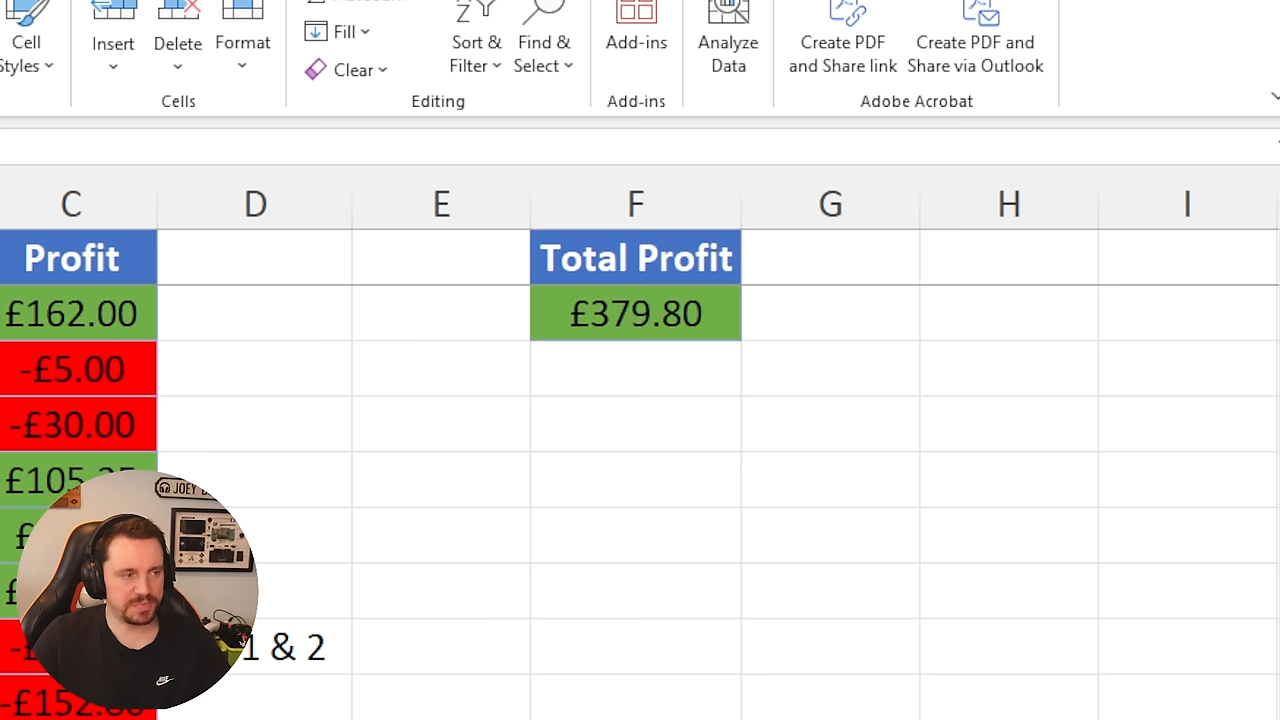 Cell
Styles
Insert
Delete
Format
Fill
Clear
Sort &
Filter
Find &
Select
Add-ins
Analyze
Data
Create PDF
and Share link
Create PDF and
Share via Outlook
Cells
Editing
Add-ins
Adobe Acrobat
C D E F G H I
Profit Total Profit
£162.00 £379.80
-£5.00
-£30.00
JOEY
1 & 2